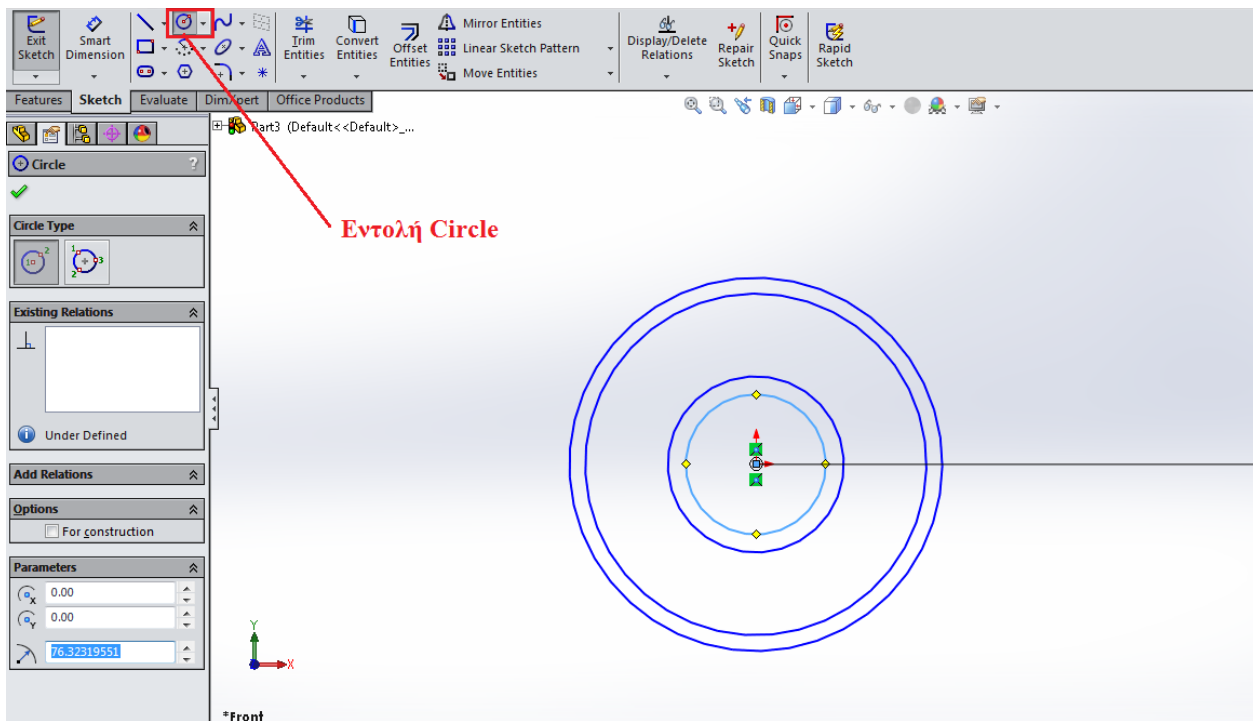 Exit Sketch
Smart Dimension
Trim Entities
Convert Entities
Offset Entities
Mirror Entities
Linear Sketch Pattern
Move Entities
Display/Delete Relations
Repair Sketch
Quick Snaps
Rapid Sketch
Features Sketch Evaluate DimXpert Office Products
Part3 (Default<<Default>_...
Circle ?
Εντολή Circle
Circle Type
Existing Relations
Under Defined
Add Relations
Options
For construction
Parameters
0.00
0.00
76.32319551
Y
X
*Front